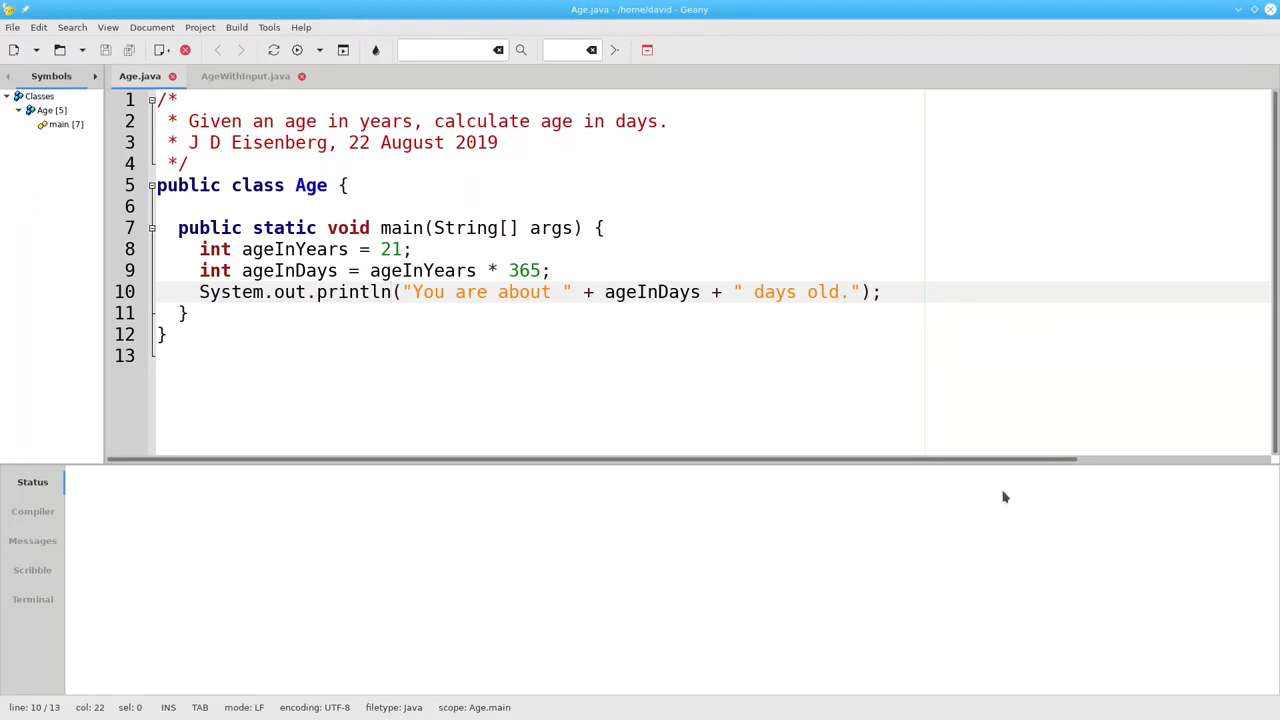 Age.java - /home/david - Geany
File Edit Search View Document Project Build Tools Help
Symbols
Age.java AgeWithInput.java
Classes
Age [5]
main [7]
1 /*
2 * Given an age in years, calculate age in days.
3 * J D Eisenberg, 22 August 2019
4 */
5 public class Age {
6
7 public static void main(String[] args) {
8 int ageInYears = 21;
9 int ageInDays = ageInYears * 365;
10 System.out.println("You are about " + ageInDays + " days old.");
11 }
12 }
13
Status
Compiler
Messages
Scribble
Terminal
line: 10 / 13 col: 22 sel: 0 INS TAB mode: LF encoding: UTF-8 filetype: Java scope: Age.main